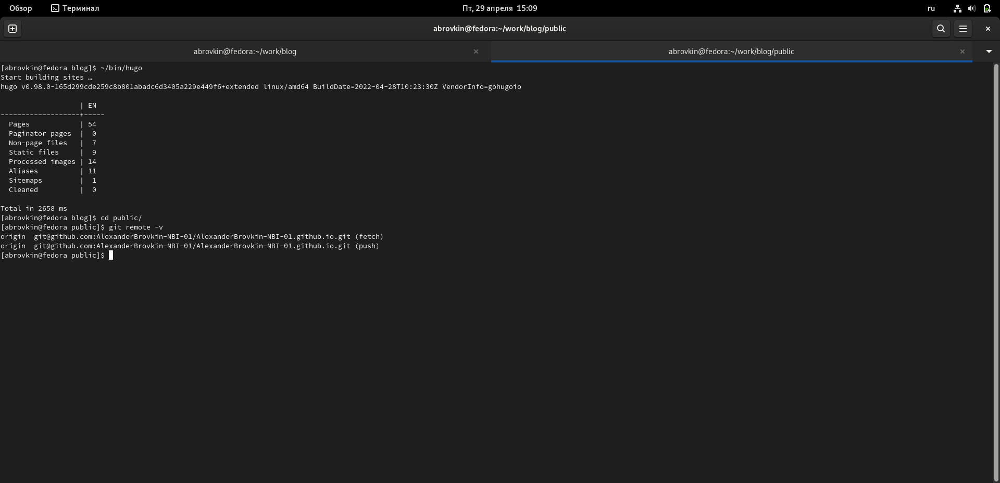 Обзор Терминал Пт, 29 апреля 15:09 ru
abrovkin@fedora:~/work/blog/public
abrovkin@fedora:~/work/blog abrovkin@fedora:~/work/blog/public
[abrovkin@fedora blog]$ ~/bin/hugo
Start building sites …
hugo v0.98.0-165d299cde259c8b801abadc6d3405a229e449f6+extended linux/amd64 BuildDate=2022-04-28T10:23:30Z VendorInfo=gohugoio
                   | EN
-------------------+-----
  Pages            | 54
  Paginator pages  |  0
  Non-page files   |  7
  Static files     |  9
  Processed images | 14
  Aliases          | 11
  Sitemaps         |  1
  Cleaned          |  0
Total in 2658 ms
[abrovkin@fedora blog]$ cd public/
[abrovkin@fedora public]$ git remote -v
origin  git@github.com:AlexanderBrovkin-NBI-01/AlexanderBrovkin-NBI-01.github.io.git (fetch)
origin  git@github.com:AlexanderBrovkin-NBI-01/AlexanderBrovkin-NBI-01.github.io.git (push)
[abrovkin@fedora public]$